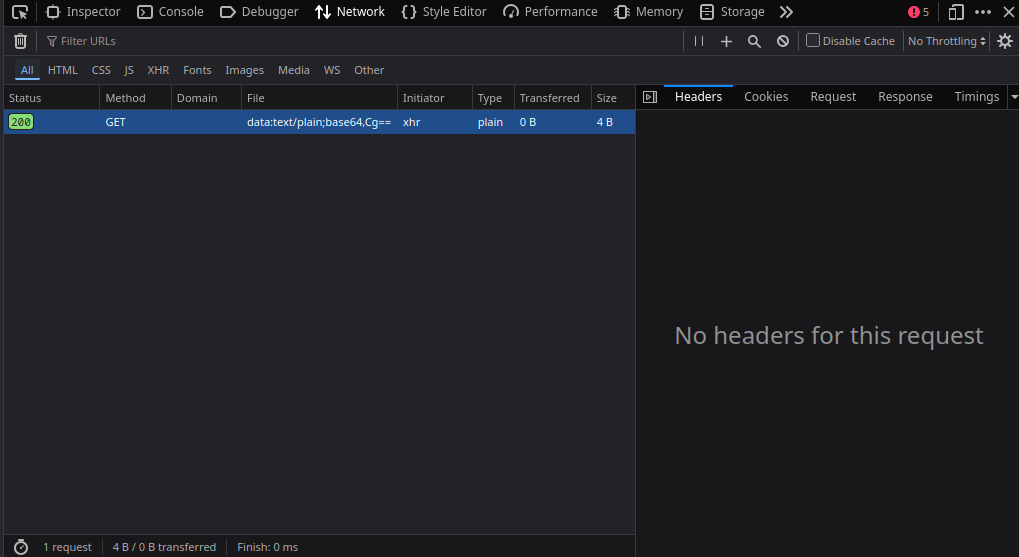 Inspector Console Debugger Network Style Editor Performance Memory Storage 5
Filter URLs Disable Cache No Throttling
All HTML CSS JS XHR Fonts Images Media WS Other
Status Method Domain File Initiator Type Transferred Size
Headers Cookies Request Response Timings
200 GET data:text/plain;base64,Cg== xhr plain 0 B 4 B
No headers for this request
1 request 4 B / 0 B transferred Finish: 0 ms